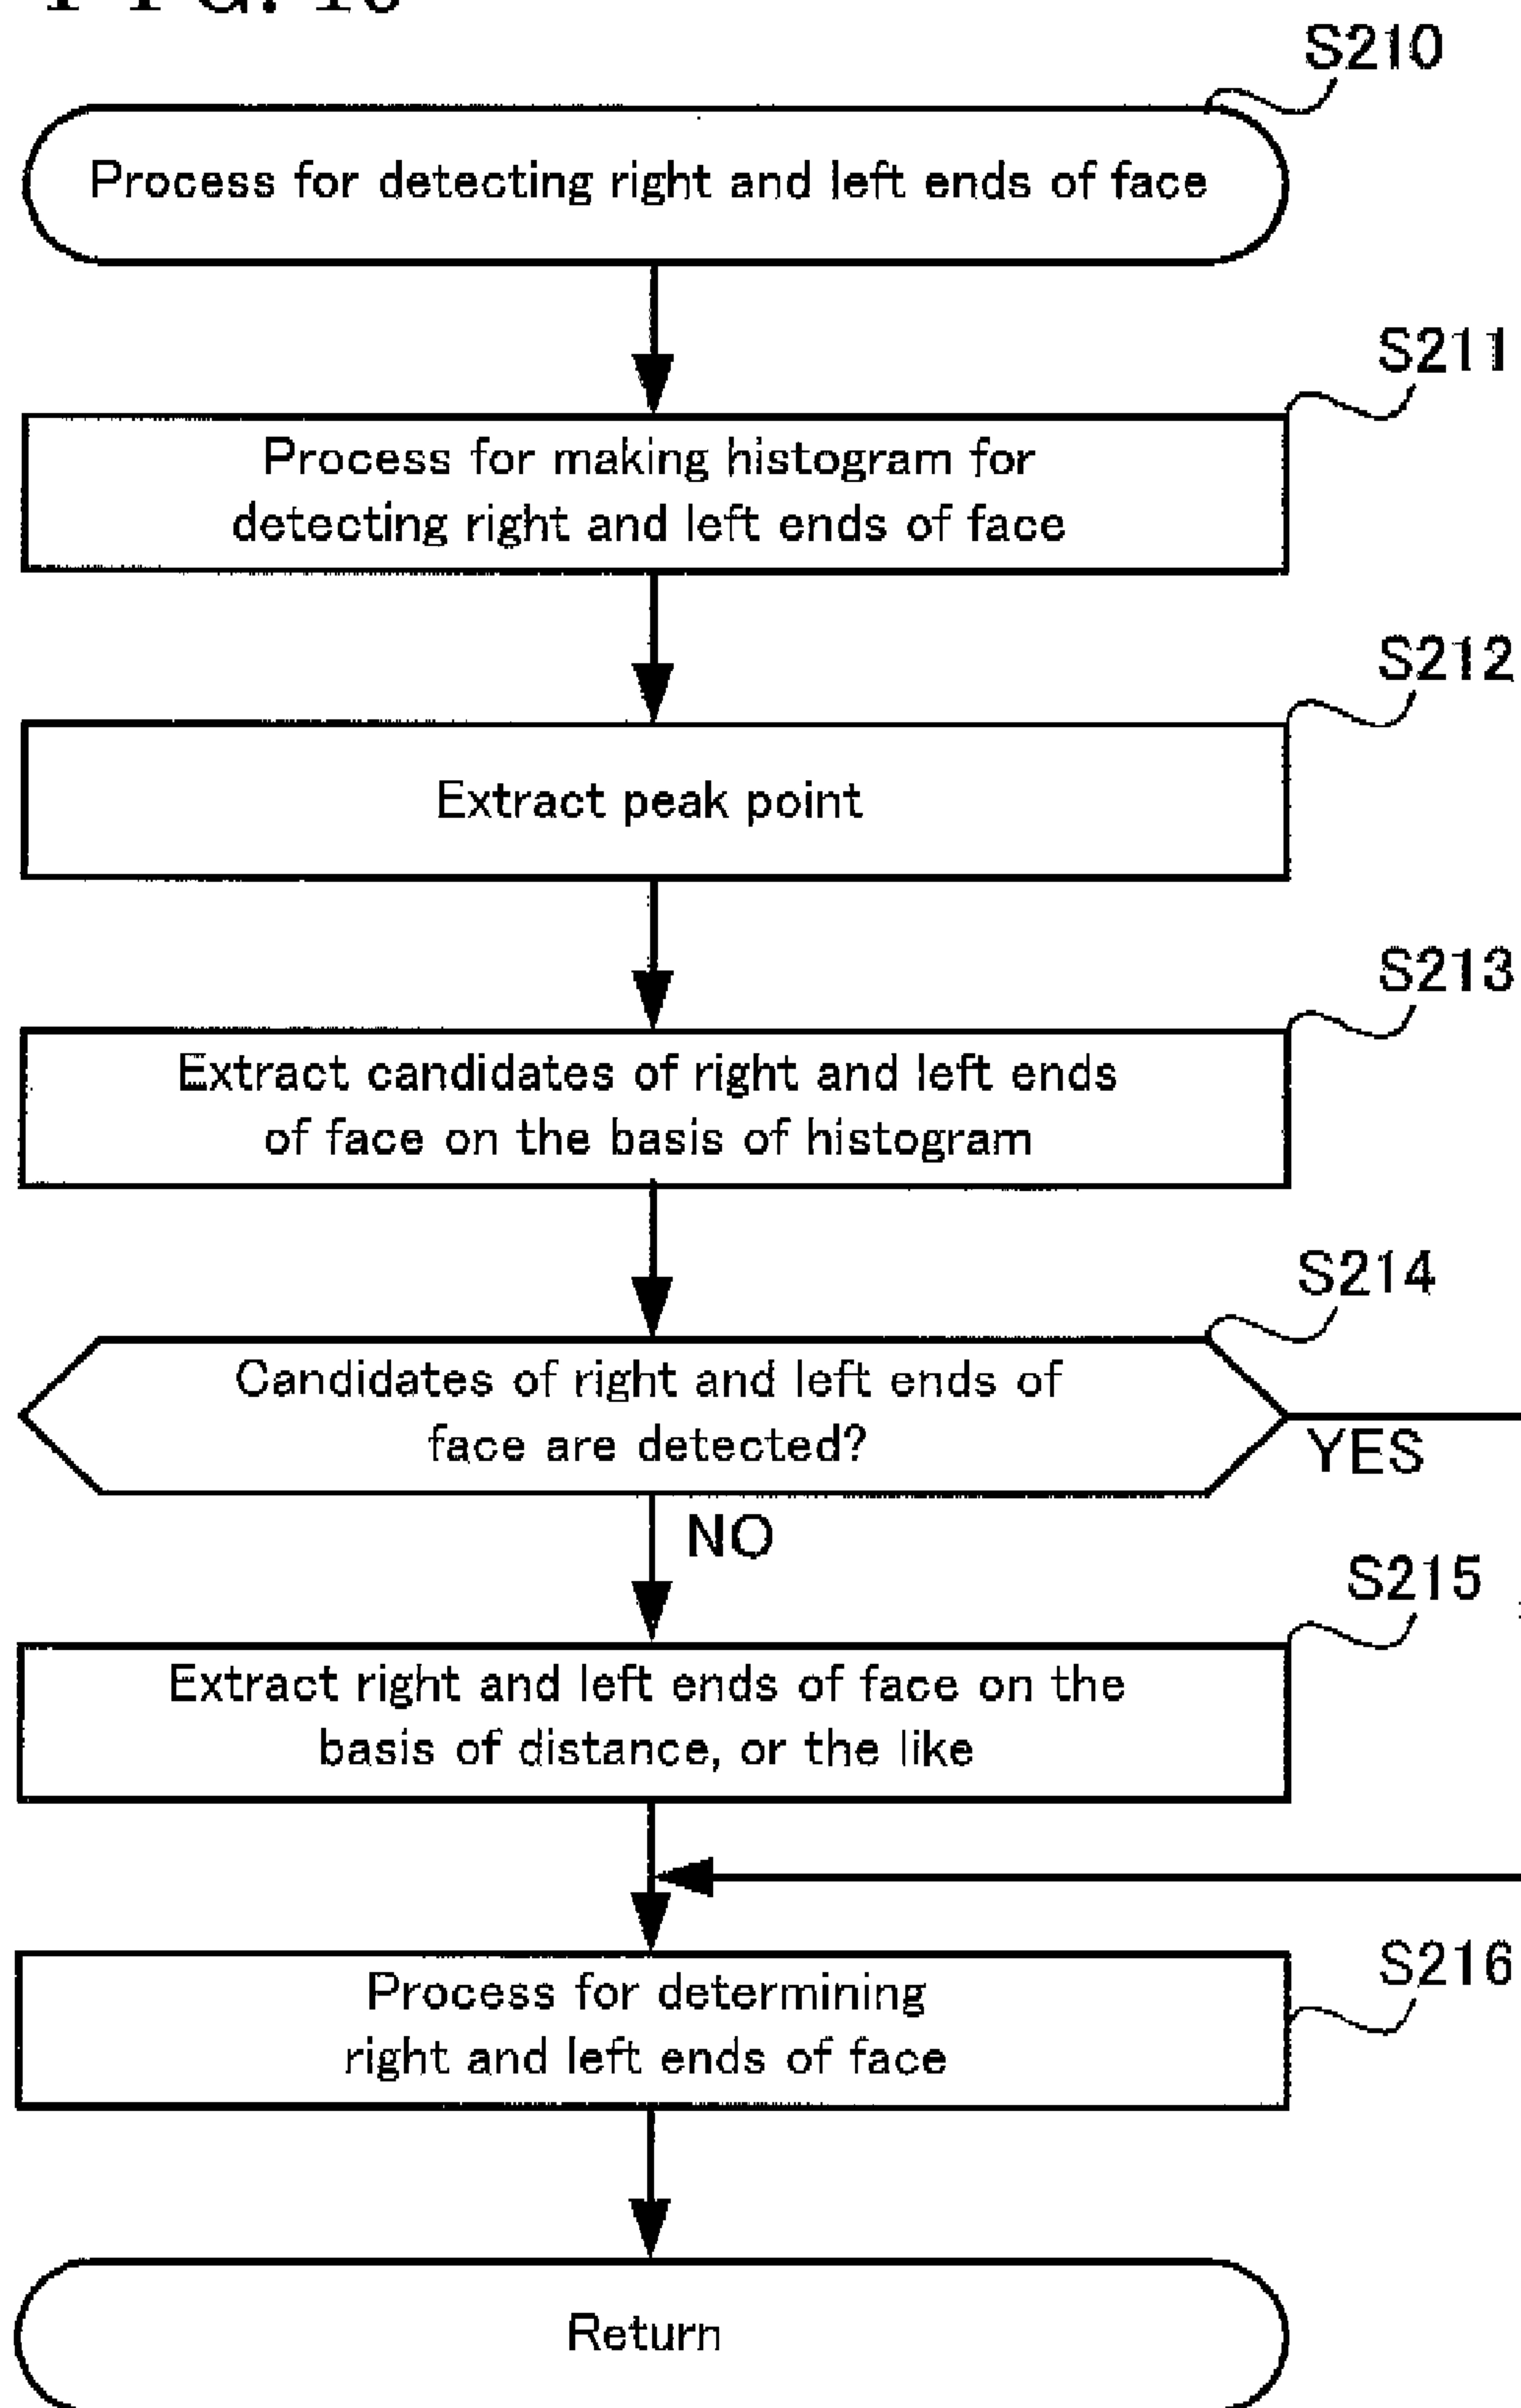 S210
Process for detecting right and left ends of face
S211
Process for making histogram for
detecting right and left ends of face
S212
Extract peak point
S213
Extract candidates of right and left ends
of face on the basis of histogram
S214
Candidates of right and left ends of
face are detected?
YES
NO
S215
Extract right and left ends of face on the
basis of distance, or the like
S216
Process for determining
right and left ends of face
Return